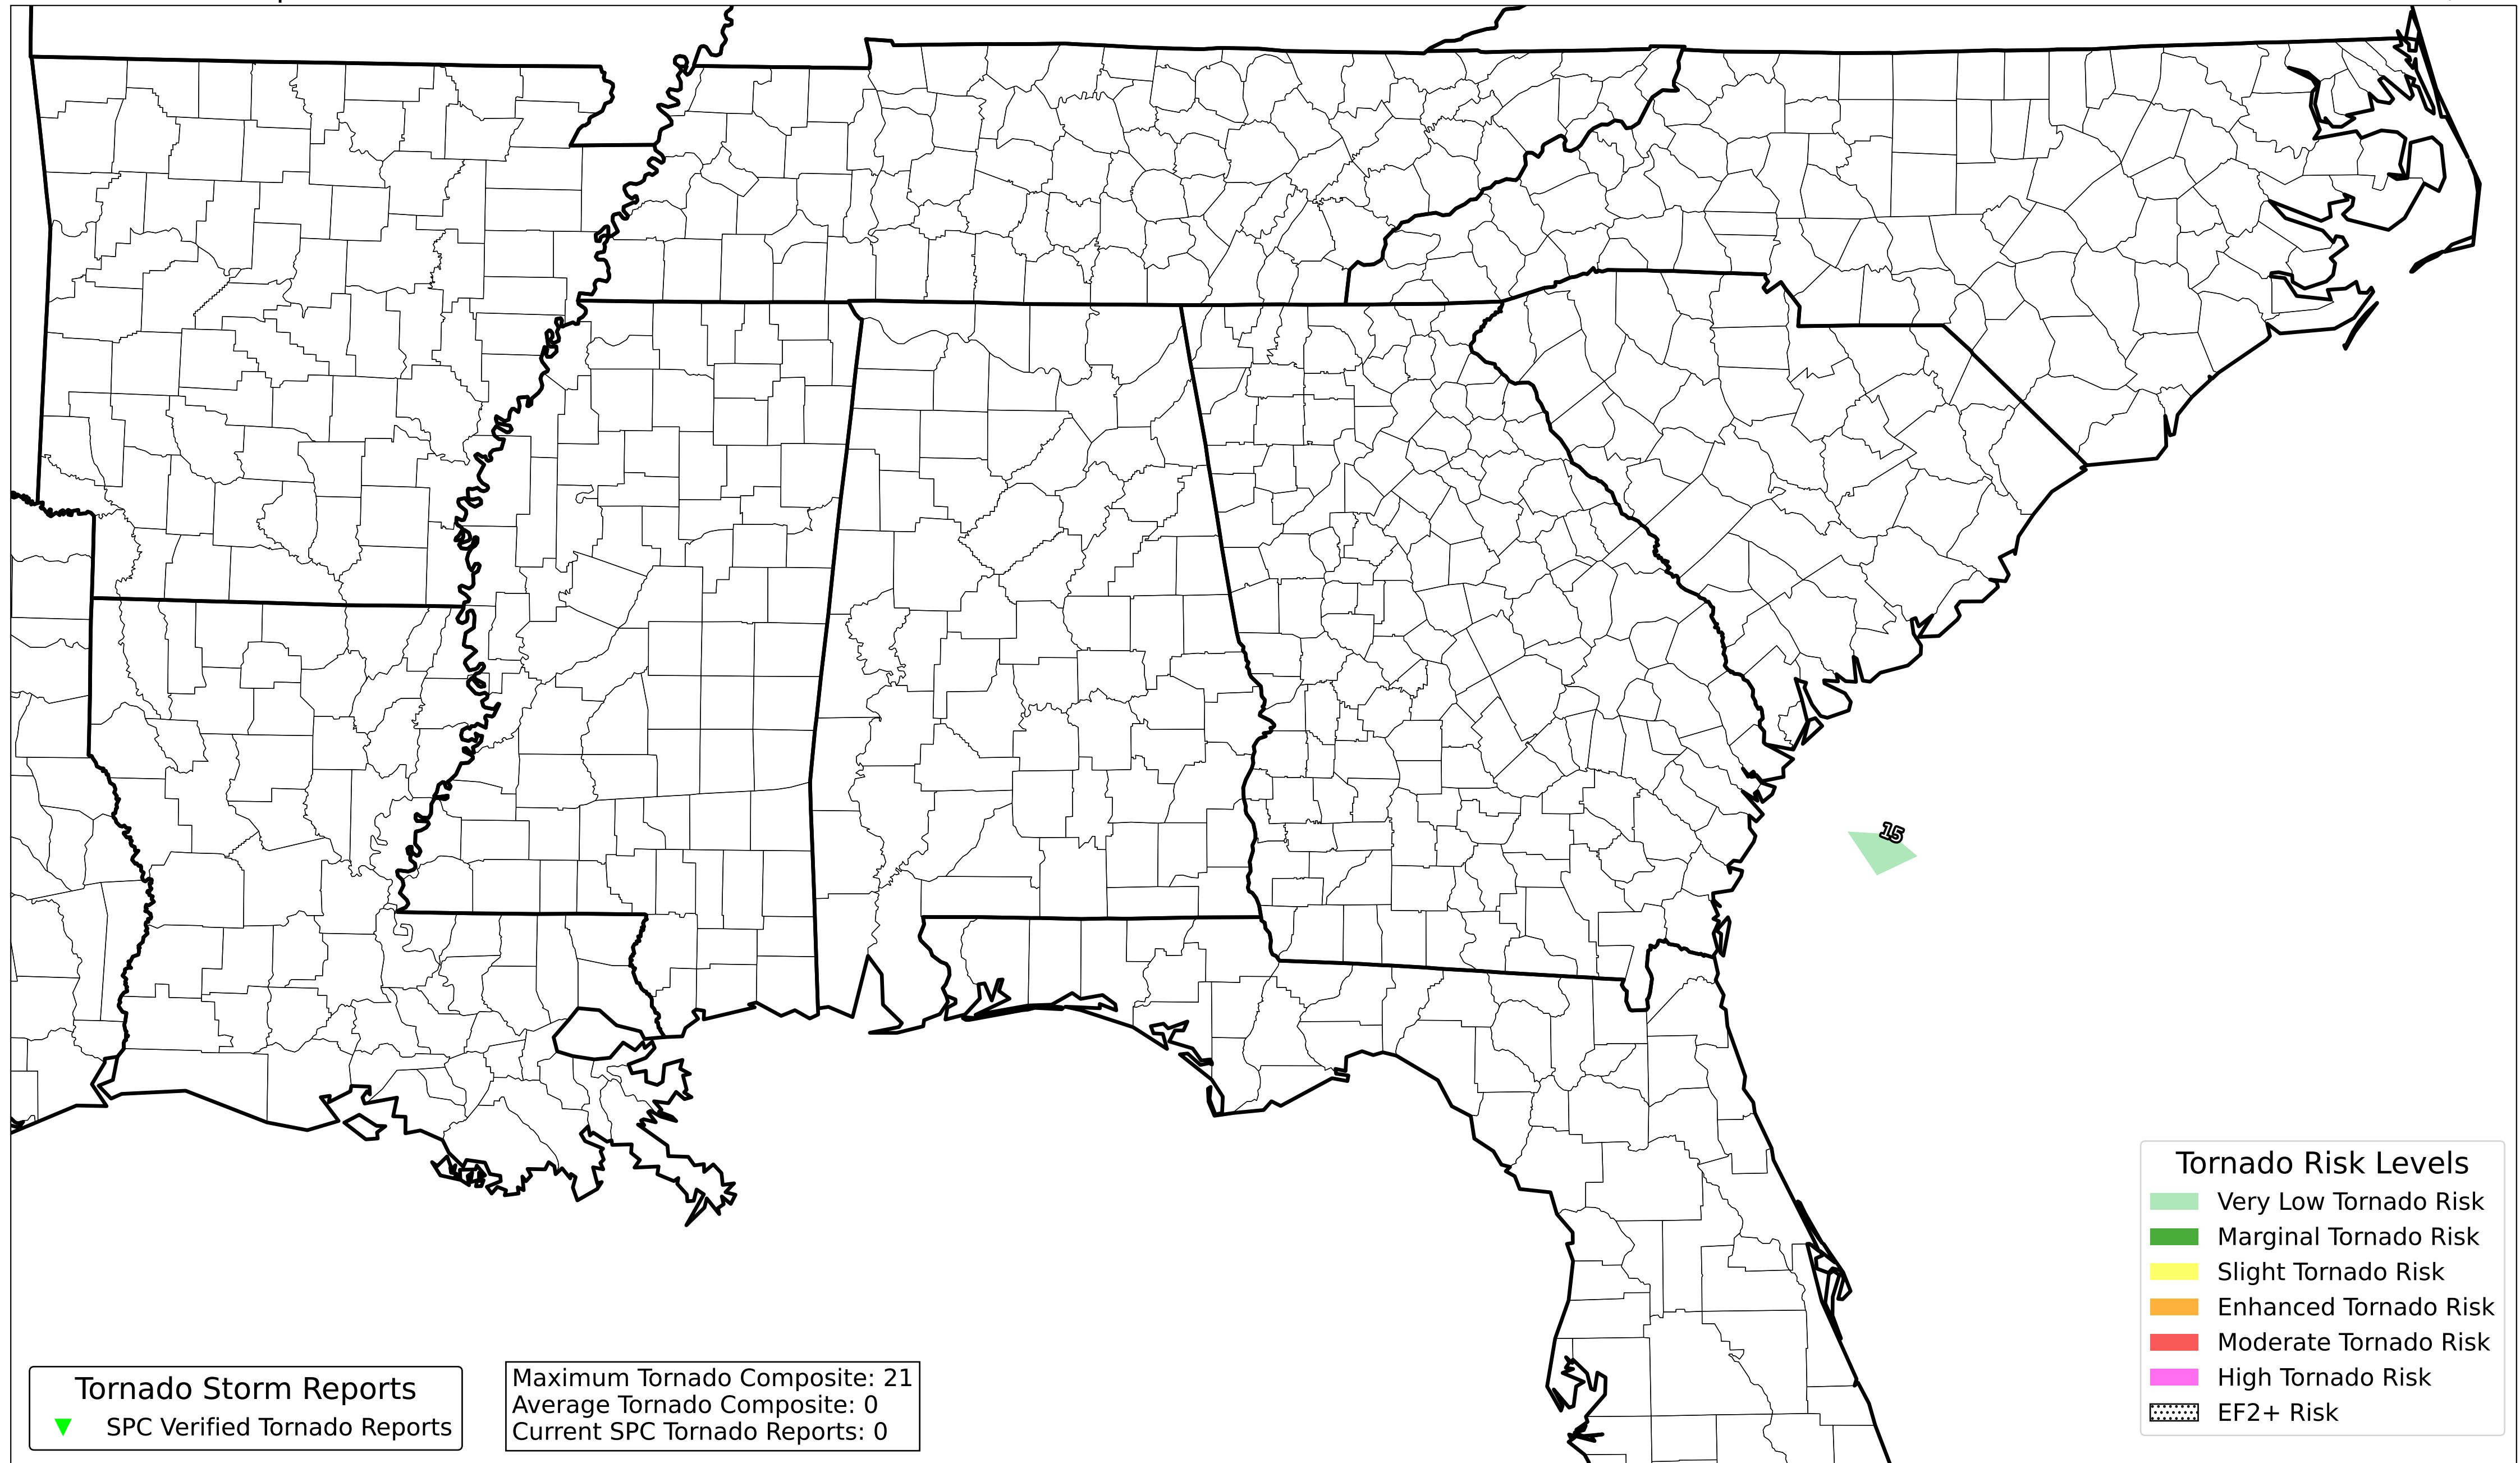 15
Tornado Risk Levels
Very Low Tornado Risk
Marginal Tornado Risk
Slight Tornado Risk
Enhanced Tornado Risk
Moderate Tornado Risk
High Tornado Risk
EF2+ Risk
Tornado Storm Reports
SPC Verified Tornado Reports
Maximum Tornado Composite: 21
Average Tornado Composite: 0
Current SPC Tornado Reports: 0